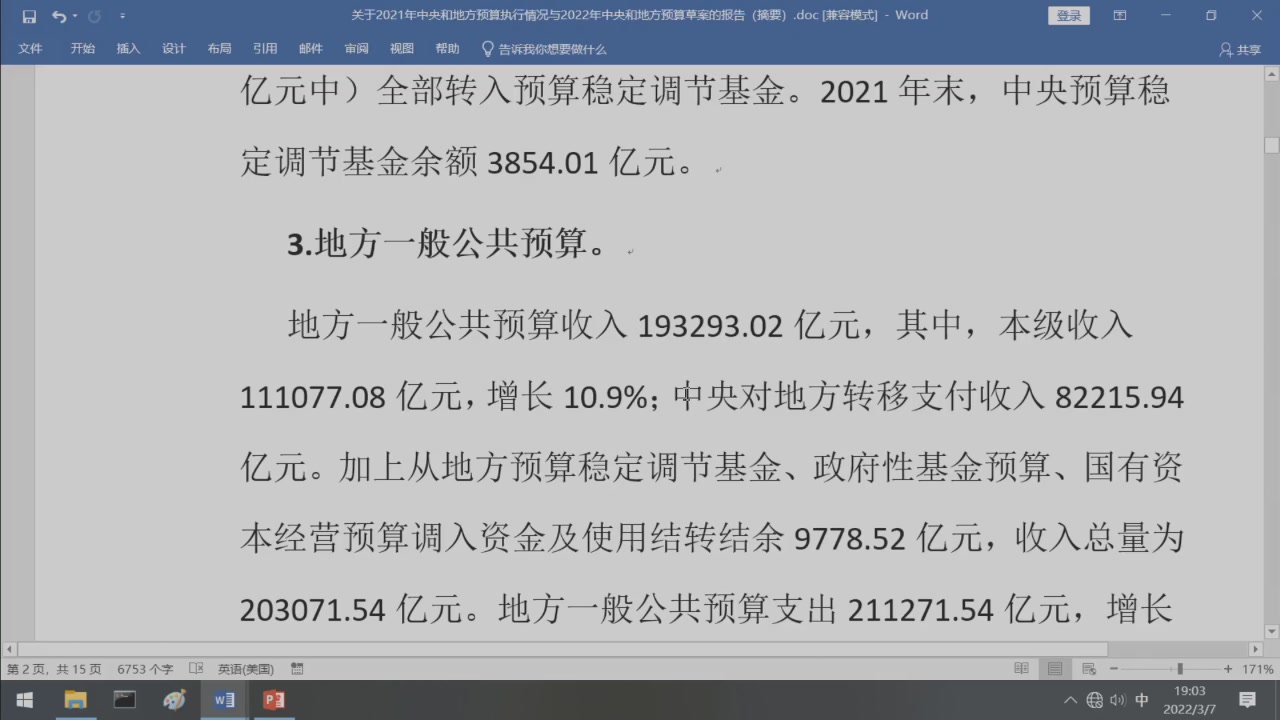 关于2021年中央和地方预算执行情况与2022年中央和地方预算草案的报告（摘要）.doc [兼容模式] - Word
登录
文件 开始 插入 设计 布局 引用 邮件 审阅 视图 帮助 告诉我你想要做什么 共享
亿元中）全部转入预算稳定调节基金。2021 年末，中央预算稳
定调节基金余额 3854.01 亿元。
3.地方一般公共预算。
地方一般公共预算收入 193293.02 亿元，其中，本级收入
111077.08 亿元，增长 10.9%；中央对地方转移支付收入 82215.94
亿元。加上从地方预算稳定调节基金、政府性基金预算、国有资
本经营预算调入资金及使用结转结余 9778.52 亿元，收入总量为
203071.54 亿元。地方一般公共预算支出 211271.54 亿元，增长
第 2 页，共 15 页 6753 个字 英语(美国) 171%
中 19:03
2022/3/7